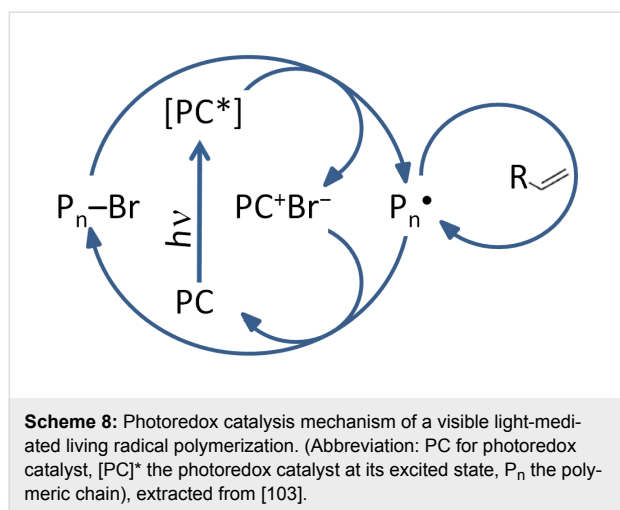 [PC*]
Pn–Br
PC⁺Br⁻
Pn•
R
hν
PC
Scheme 8: Photoredox catalysis mechanism of a visible light-medi-
ated living radical polymerization. (Abbreviation: PC for photoredox
catalyst, [PC]* the photoredox catalyst at its excited state, Pn the poly-
meric chain), extracted from [103].